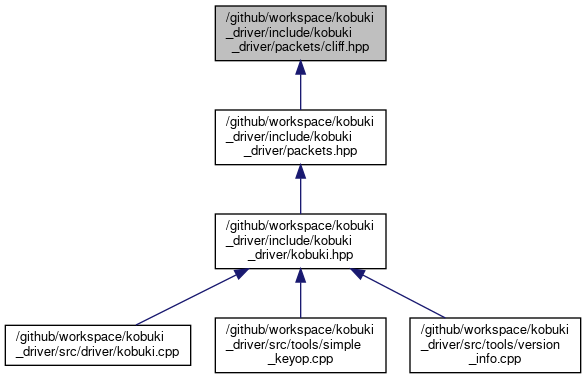 /github/workspace/kobuki
_driver/include/kobuki
_driver/packets/cliff.hpp
/github/workspace/kobuki
_driver/include/kobuki
_driver/packets.hpp
/github/workspace/kobuki
_driver/include/kobuki
_driver/kobuki.hpp
/github/workspace/kobuki
_driver/src/driver/kobuki.cpp
/github/workspace/kobuki
_driver/src/tools/simple
_keyop.cpp
/github/workspace/kobuki
_driver/src/tools/version
_info.cpp